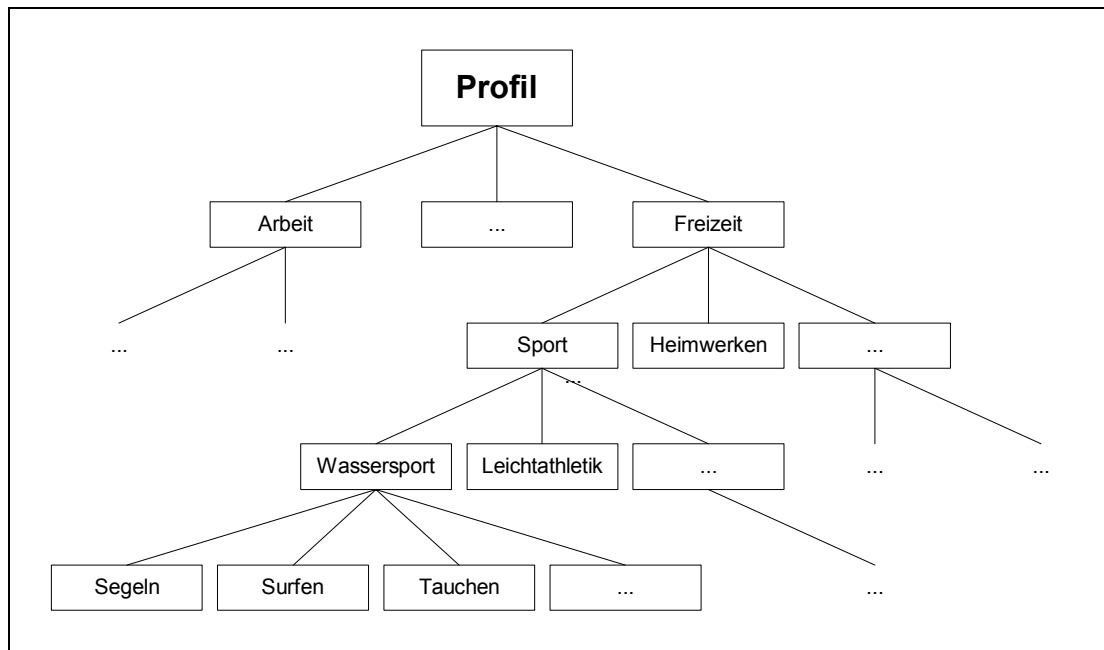 Profil
Arbeit
...
Freizeit
...
...
Sport
Heimwerken
...
...
Wassersport
Leichtathletik
...
...
...
Segeln
Surfen
Tauchen
...
...